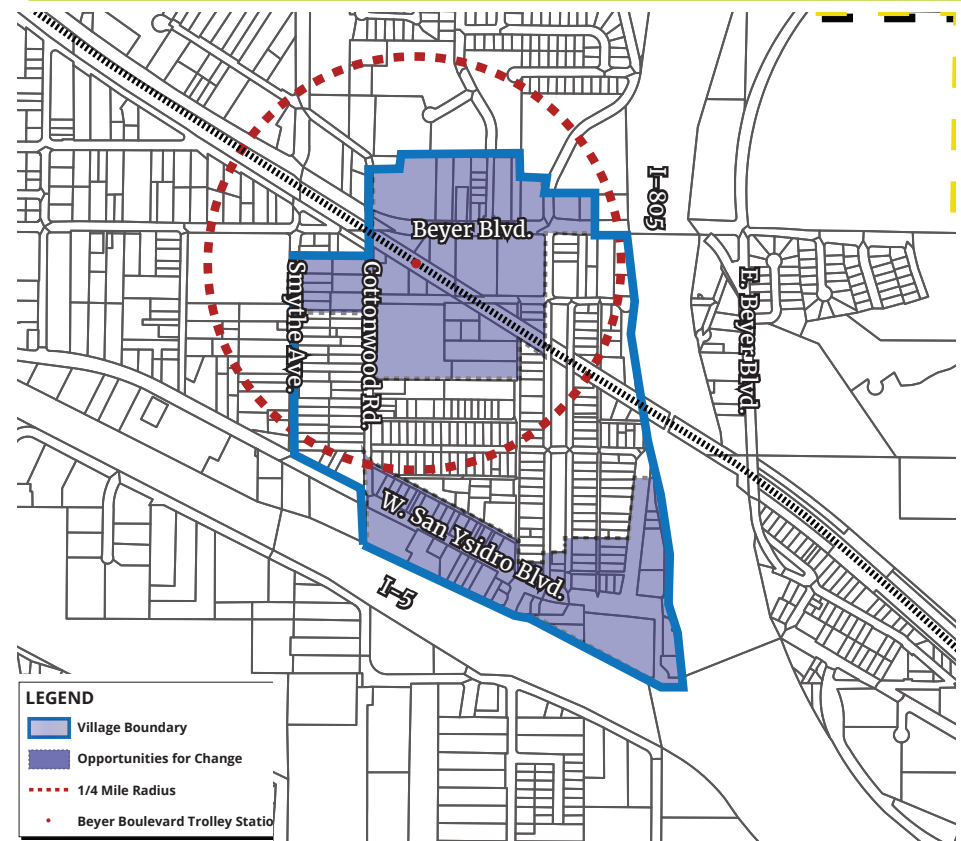 I-805
Beyer Blvd.
E. Beyer Blvd.
Smythe Ave.
Cottonwood Rd.
W. San Ysidro Blvd.
I-5
LEGEND
Village Boundary
Opportunities for Change
1/4 Mile Radius
Beyer Boulevard Trolley Statio